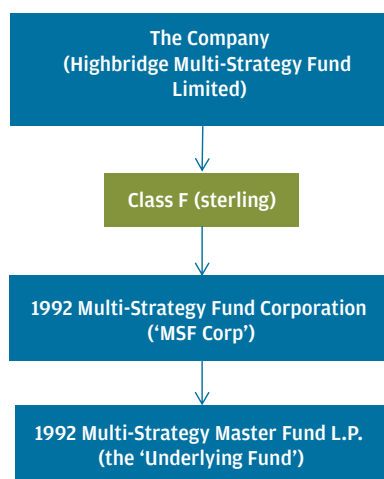 The Company
(Highbridge Multi-Strategy Fund
Limited)
Class F (sterling)
1992 Multi-Strategy Fund Corporation
(‘MSF Corp’)
1992 Multi-Strategy Master Fund L.P.
(the ‘Underlying Fund’)